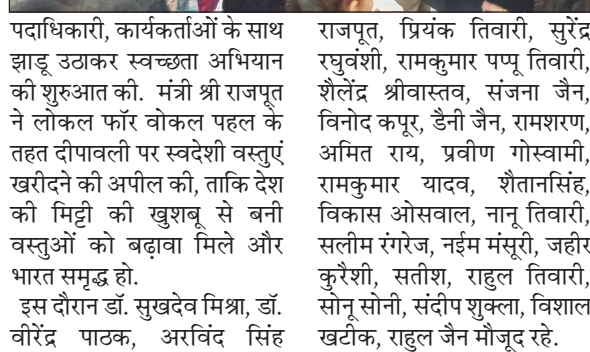 पदाधिकारी, कार्यकर्ताओं के साथ
झाडू उठाकर स्वच्छता अभियान
की शुरुआत की. मंत्री श्री राजपूत
ने लोकल फॉर वोकल पहल के
तहत दीपावली पर स्वदेशी वस्तुएं
खरीदने की अपील की, ताकि देश
की मिट्टी की खुशबू से बनी
वस्तुओं को बढ़ावा मिले और
भारत समृद्ध हो.
इस दौरान डॉ. सुखदेव मिश्रा, डॉ.
वीरेंद्र पाठक, अरविंद सिंह
राजपूत, प्रियंक तिवारी, सुरेंद्र
रघुवंशी, रामकुमार पप्पू तिवारी,
शैलेंद्र श्रीवास्तव, संजना जैन,
विनोद कपूर, डैनी जैन, रामशरण,
अमित राय, प्रवीण गोस्वामी,
रामकुमार यादव, शैतानसिंह,
विकास ओसवाल, नानू तिवारी,
सलीम रंगरेज, नईम मंसूरी, जहीर
कुरैशी, सतीश, राहुल तिवारी,
सोनू सोनी, संदीप शुक्ला, विशाल
खटीक, राहुल जैन मौजूद रहे.